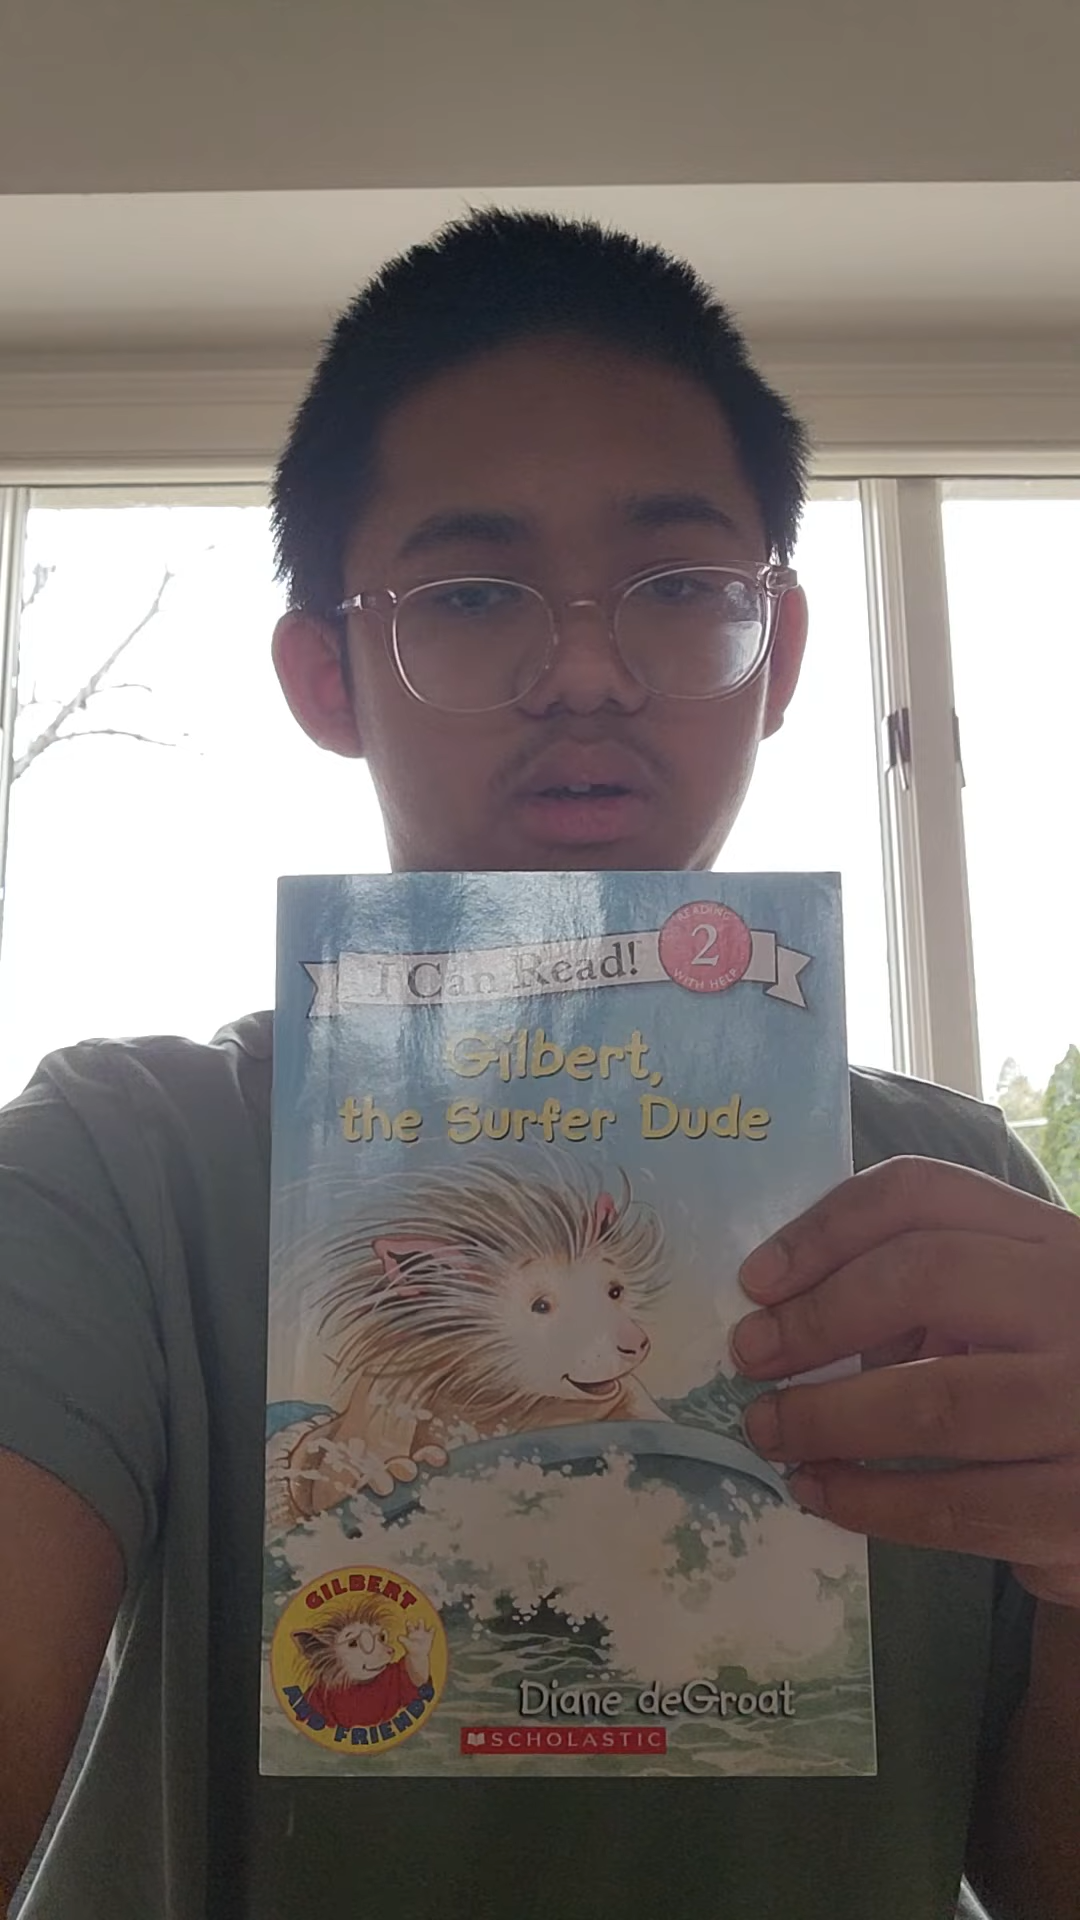 I Can Read!
READING
2
WITH HELP
Gilbert,
the Surfer Dude
GILBERT
AND FRIENDS
Diane deGroat
SCHOLASTIC